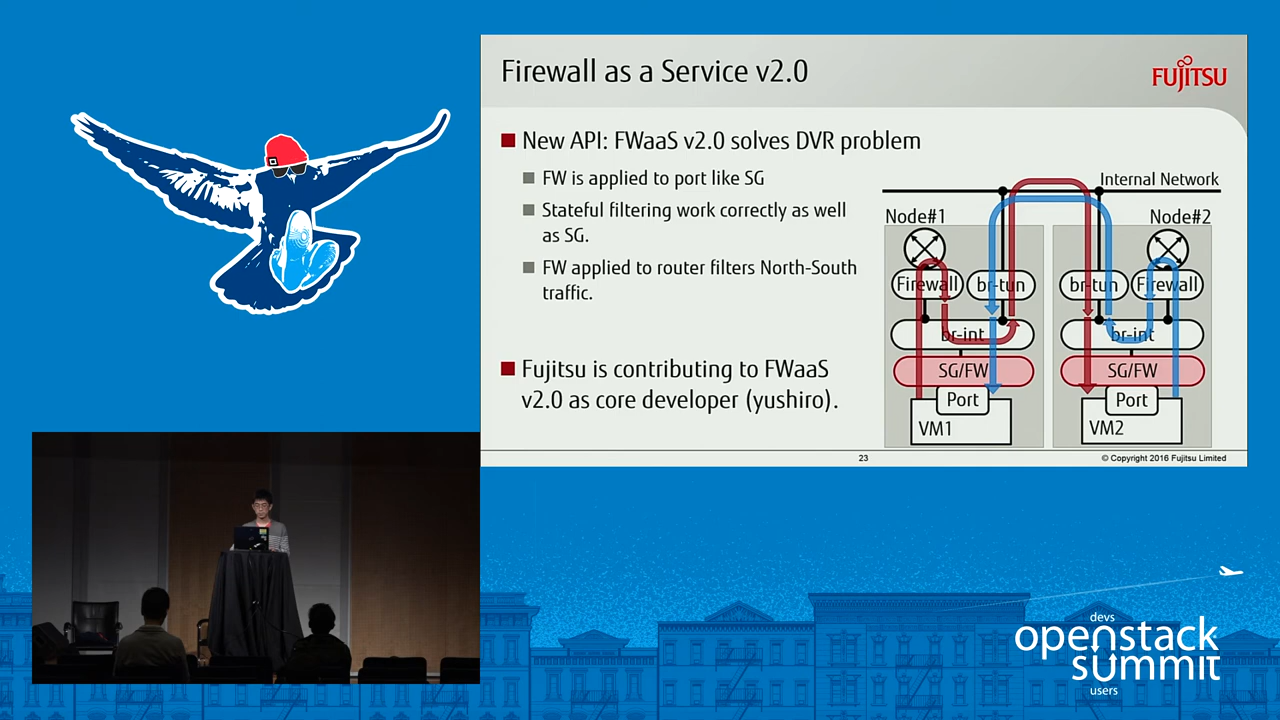 Firewall as a Service v2.0
FUJITSU
New API: FWaaS v2.0 solves DVR problem
FW is applied to port like SG
Stateful filtering work correctly as well
as SG.
FW applied to router filters North-South
traffic.
Fujitsu is contributing to FWaaS
v2.0 as core developer (yushiro).
Internal Network
Node#1
Node#2
Firewall
br-tun
br-tun
Firewall
br-int
br-int
SG/FW
SG/FW
Port
Port
VM1
VM2
23
© Copyright 2016 Fujitsu Limited
devs
openstack
summit
users